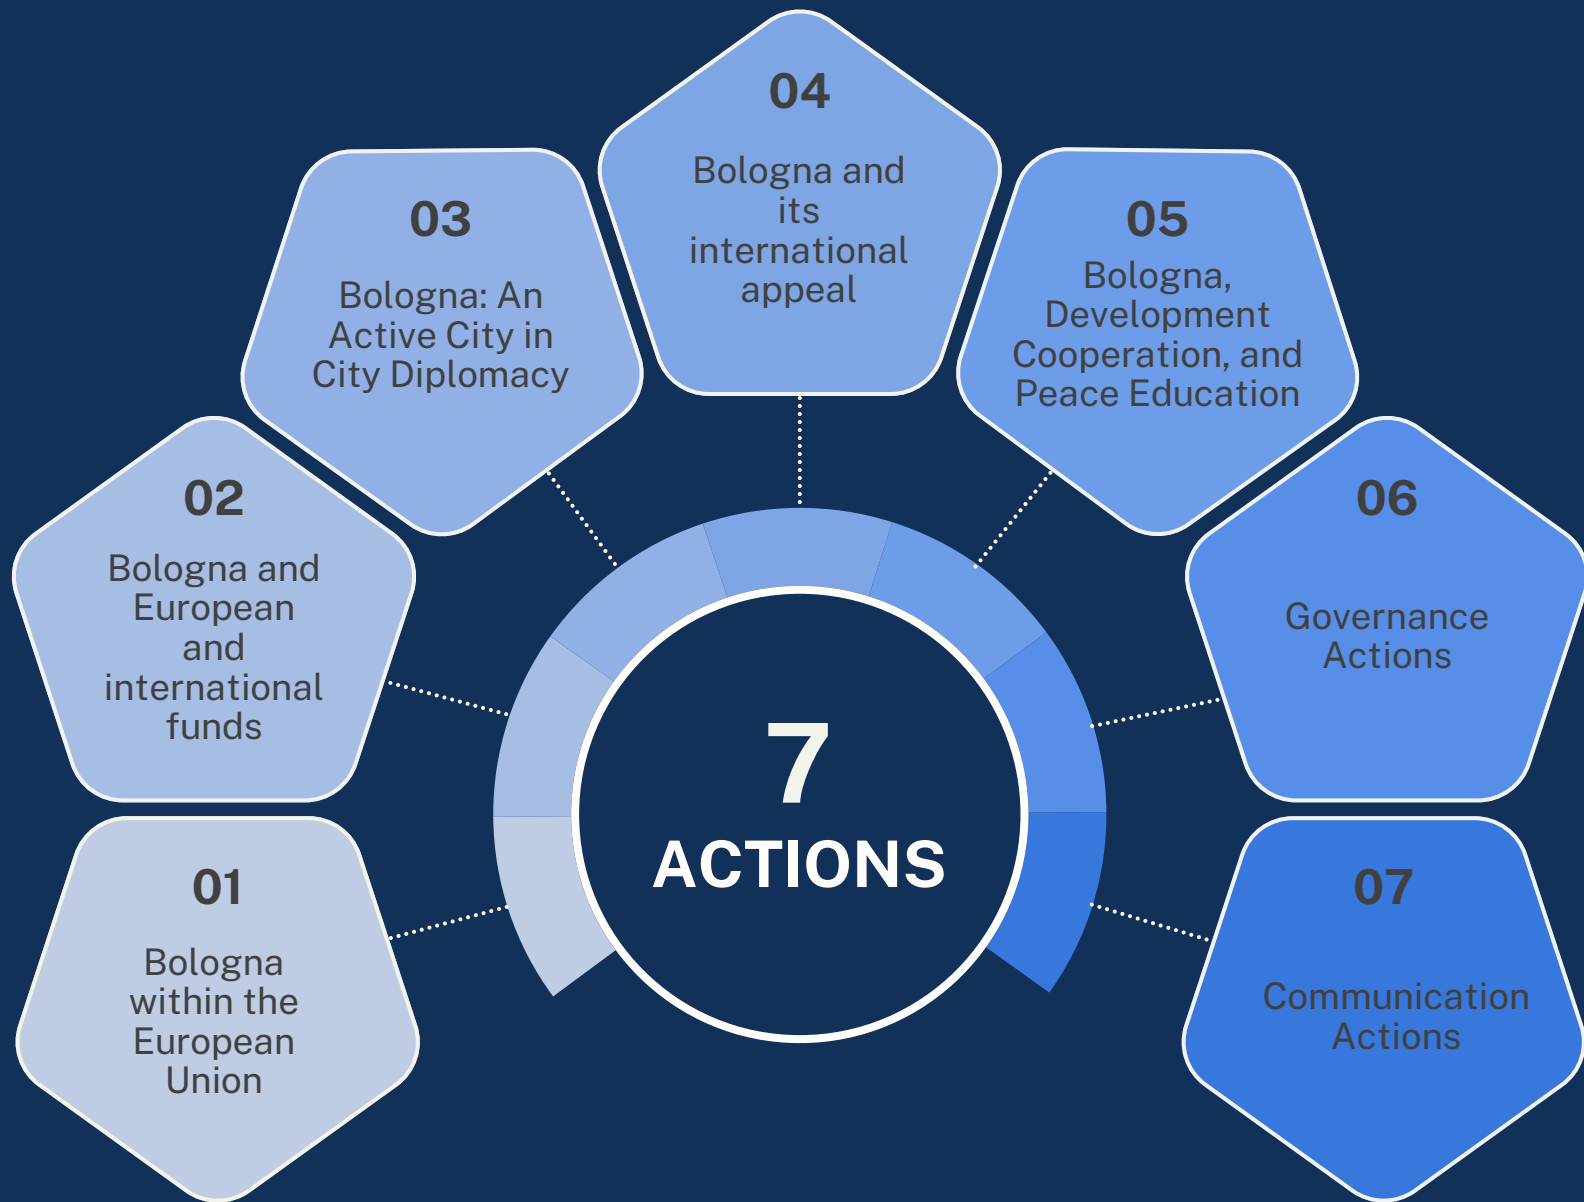 7
ACTIONS
01
Bologna
within the
European
Union
02
Bologna and
European
and
international
funds
03
Bologna: An
Active City in
City Diplomacy
04
Bologna and
its
international
appeal
05
Bologna,
Development
Cooperation, and
Peace Education
06
Governance
Actions
07
Communication
Actions